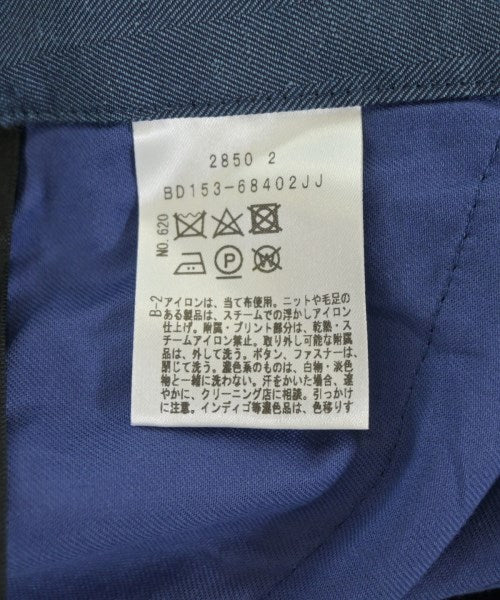 2850 2
BD153-68402JJ
NO.620
P
W
B-2
アイロンは、当て布使用。ニットや毛足の
ある製品は、スチームでの浮かしアイロン
仕上げ。附属・プリント部分は、乾熱・ス
チームアイロン禁止。取り外し可能な附属
品は、外して洗う。ボタン、ファスナーは、
閉じて洗う。濃色系のものは、白物・淡色
物と一緒に洗わない。汗をかいた場合、速
やかに、クリーニング店に相談。引っかけ
に注意。インディゴ等濃色品は、色移りす